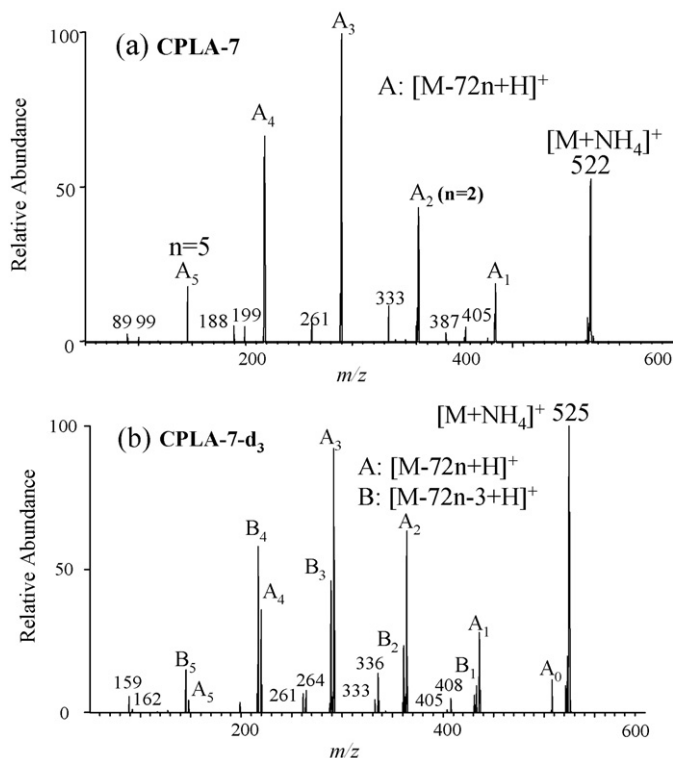 (a) CPLA-7
A: [M-72n+H]⁺
[M+NH₄]⁺
522
A₃
A₄
A₂ (n=2)
n=5
A₅
A₁
89 99 188 199 261 333 387 405
Relative Abundance
100
50
0
200 400 600
m/z
(b) CPLA-7-d₃
[M+NH₄]⁺ 525
A: [M-72n+H]⁺
B: [M-72n-3+H]⁺
A₃
A₂
B₄
B₃
A₄
A₁
B₂
B₅
A₅
B₁
A₀
159 162 261 264 333 336 405 408
Relative Abundance
100
50
0
200 400 600
m/z